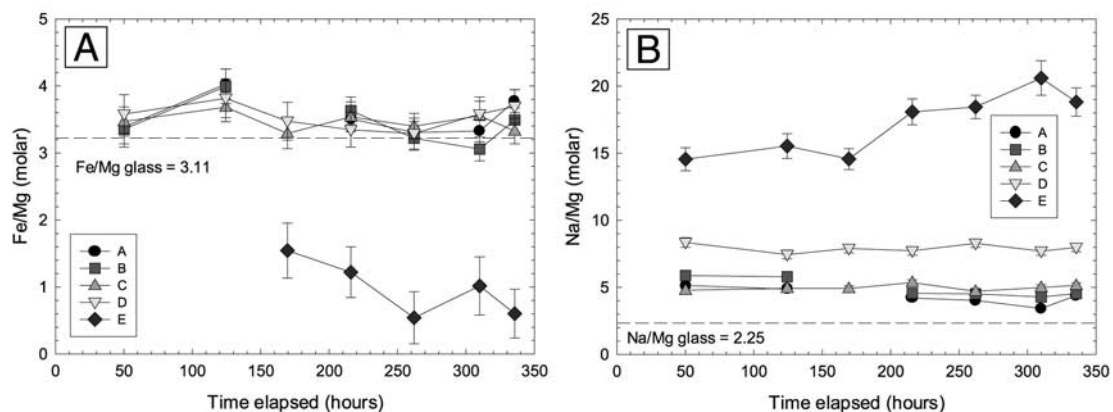 A
Fe/Mg (molar)
5
4
3
2
1
0
Fe/Mg glass = 3.11
A
B
C
D
E
0 50 100 150 200 250 300 350
Time elapsed (hours)
B
Na/Mg (molar)
25
20
15
10
5
0
A
B
C
D
E
Na/Mg glass = 2.25
0 50 100 150 200 250 300 350
Time elapsed (hours)